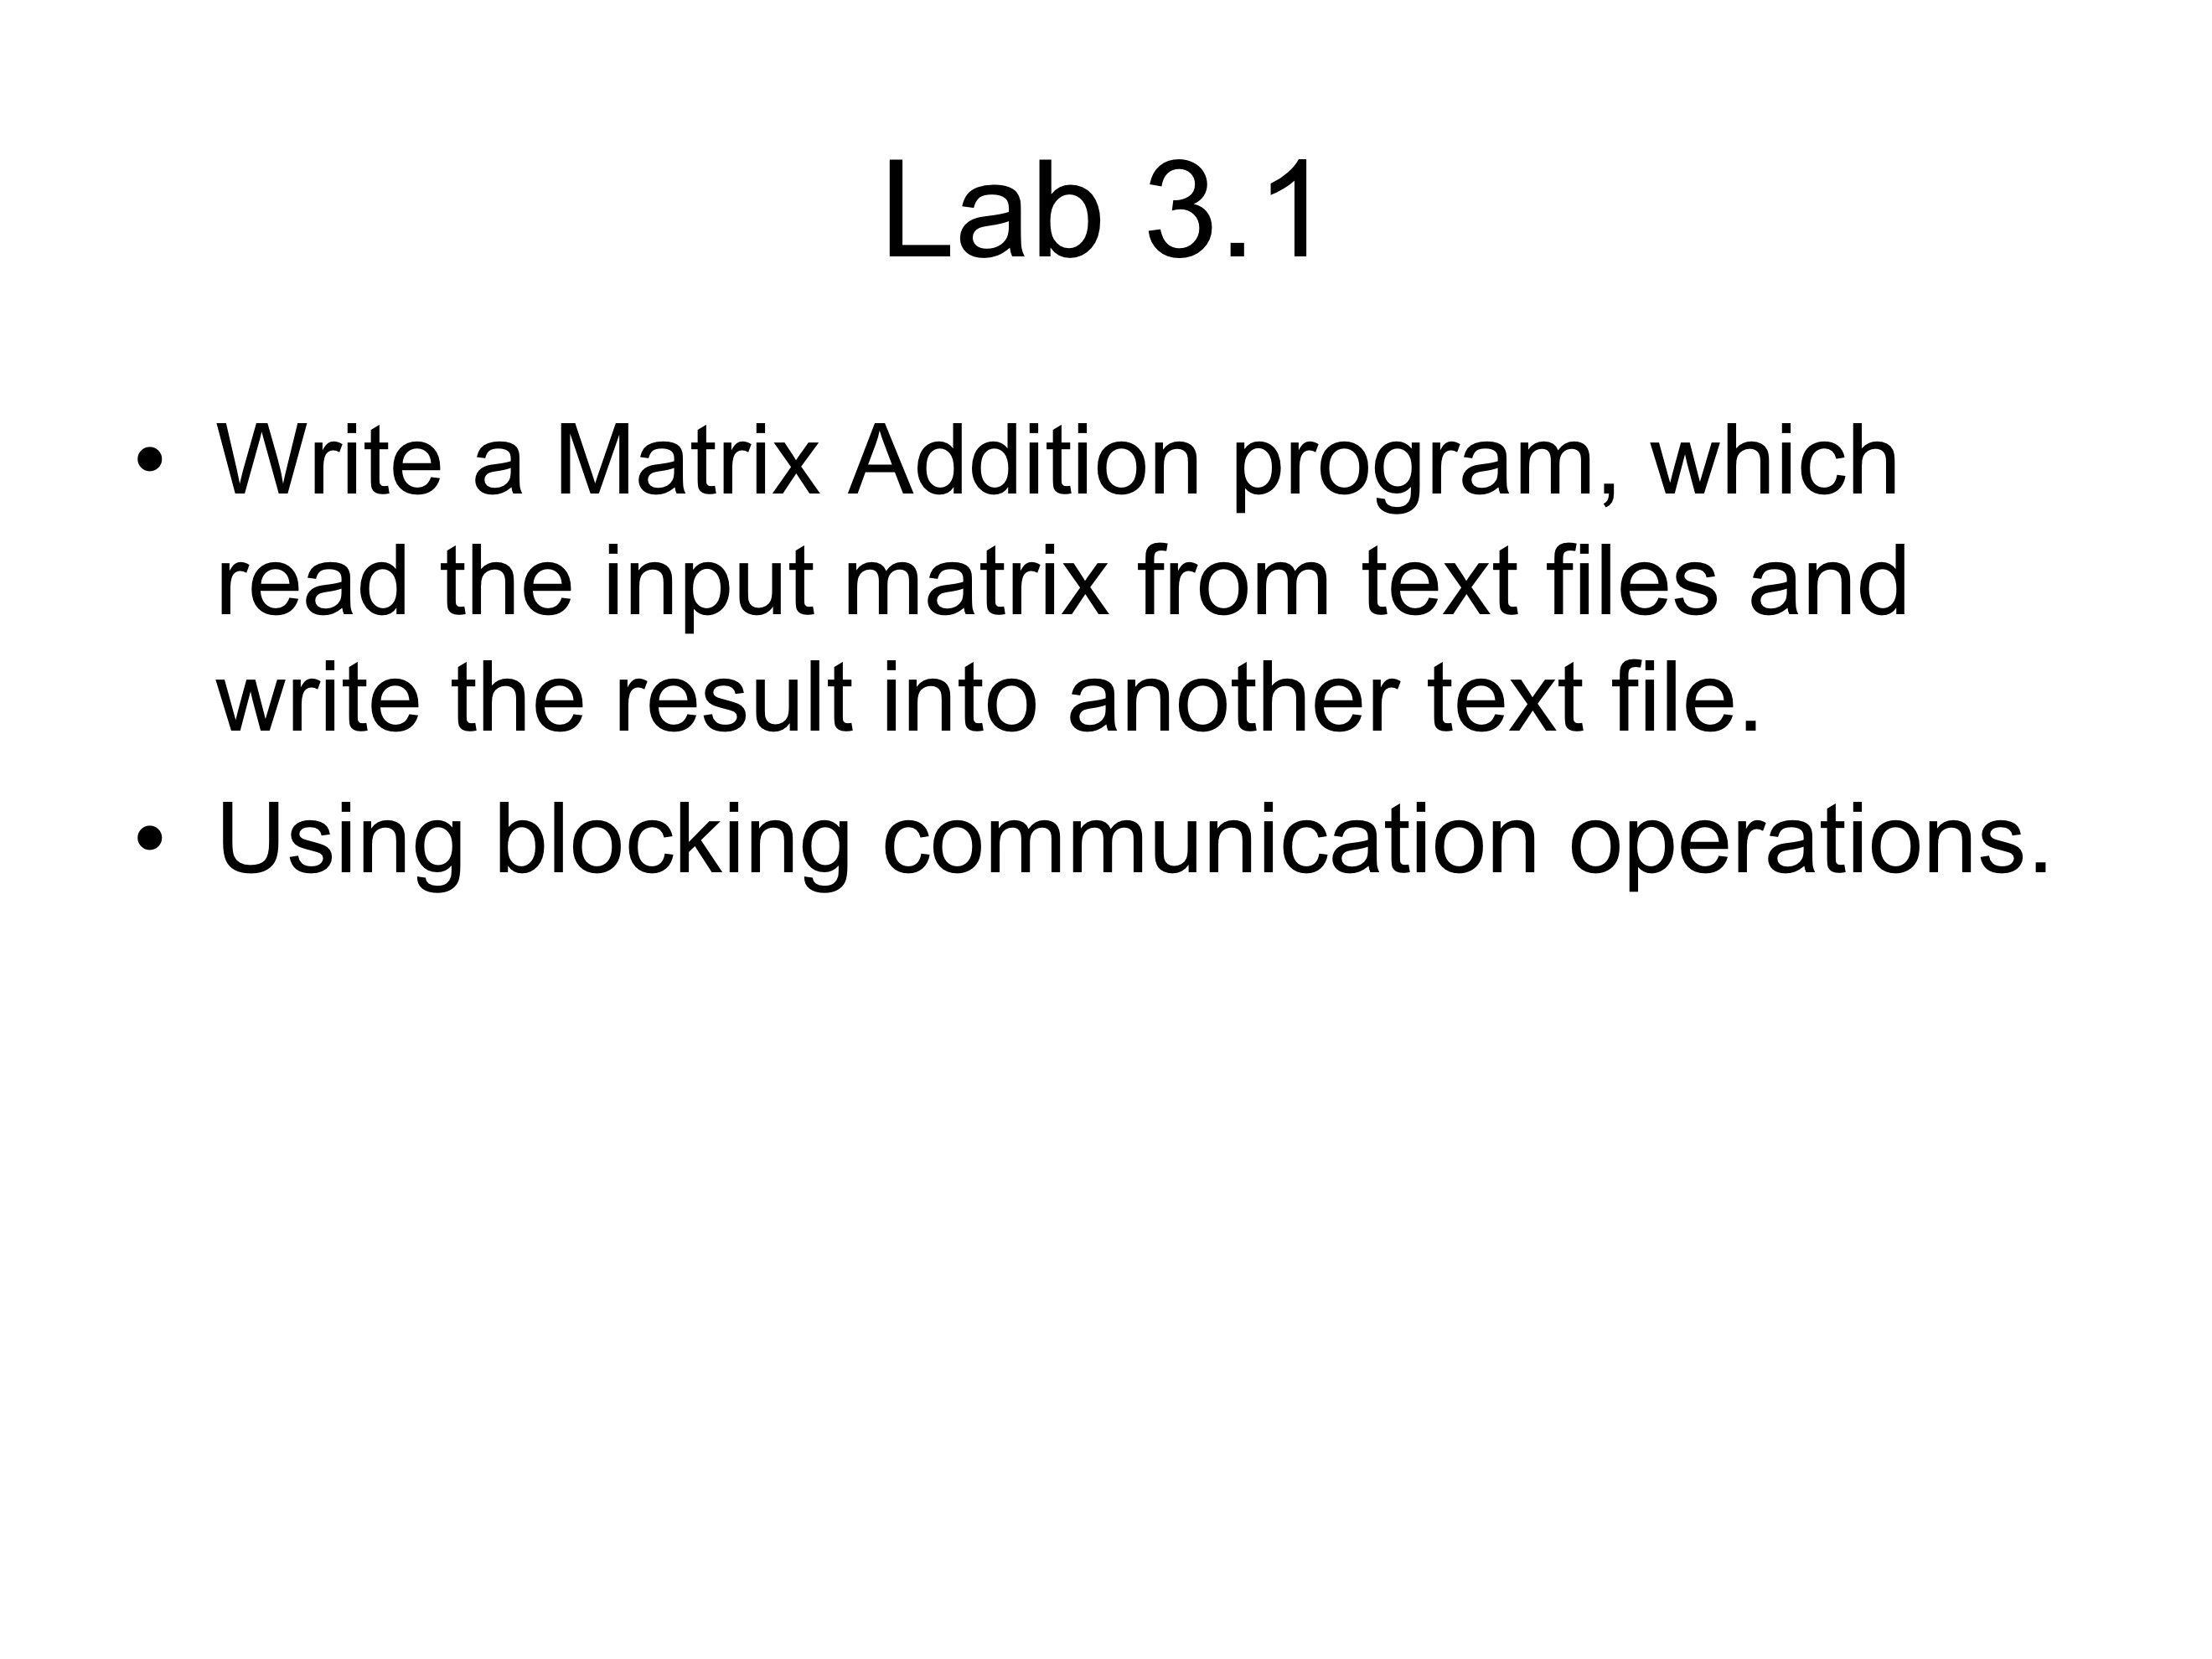 Lab 3.1
• Write a Matrix Addition program, which
read the input matrix from text files and
write the result into another text file.
• Using blocking communication operations.